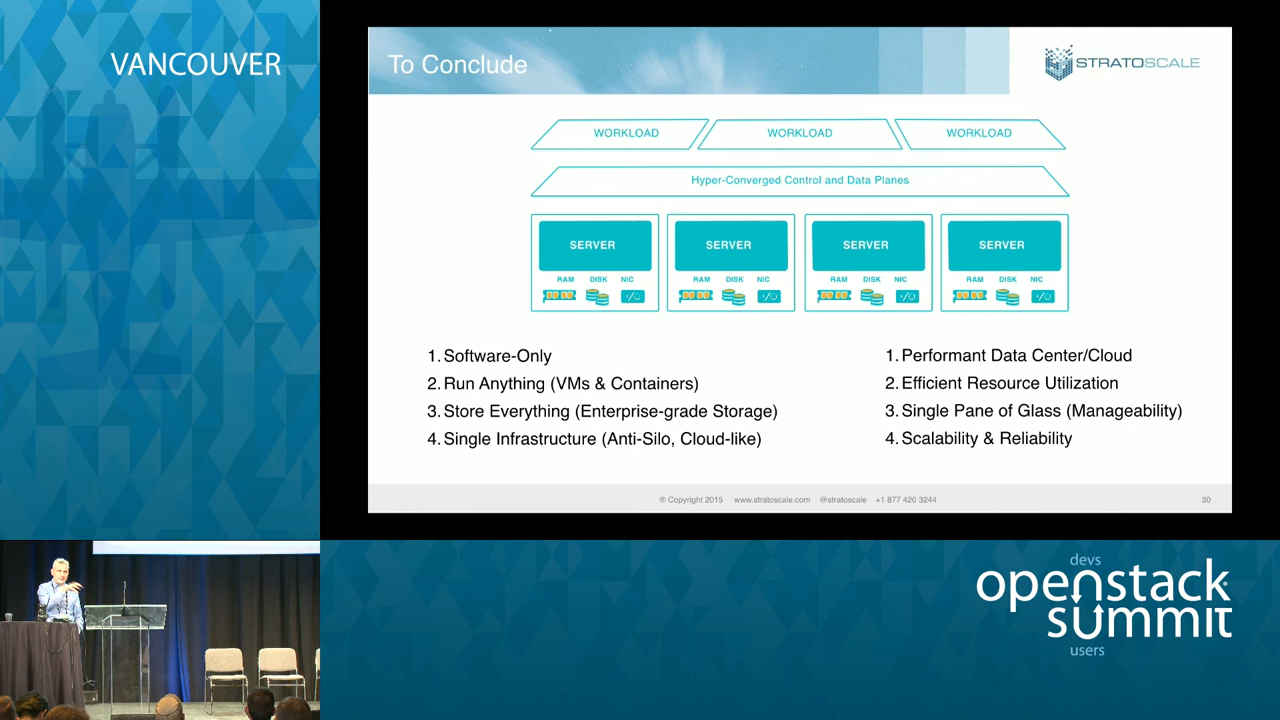 VANCOUVER
To Conclude
STRATOSCALE
WORKLOAD WORKLOAD WORKLOAD
Hyper-Converged Control and Data Planes
SERVER SERVER SERVER SERVER
RAM DISK NIC RAM DISK NIC RAM DISK NIC RAM DISK NIC
1. Software-Only
2. Run Anything (VMs & Containers)
3. Store Everything (Enterprise-grade Storage)
4. Single Infrastructure (Anti-Silo, Cloud-like)
1. Performant Data Center/Cloud
2. Efficient Resource Utilization
3. Single Pane of Glass (Manageability)
4. Scalability & Reliability
® Copyright 2015 www.stratoscale.com @stratoscale +1 877 420 3244 30
devs
openstack
summit
users